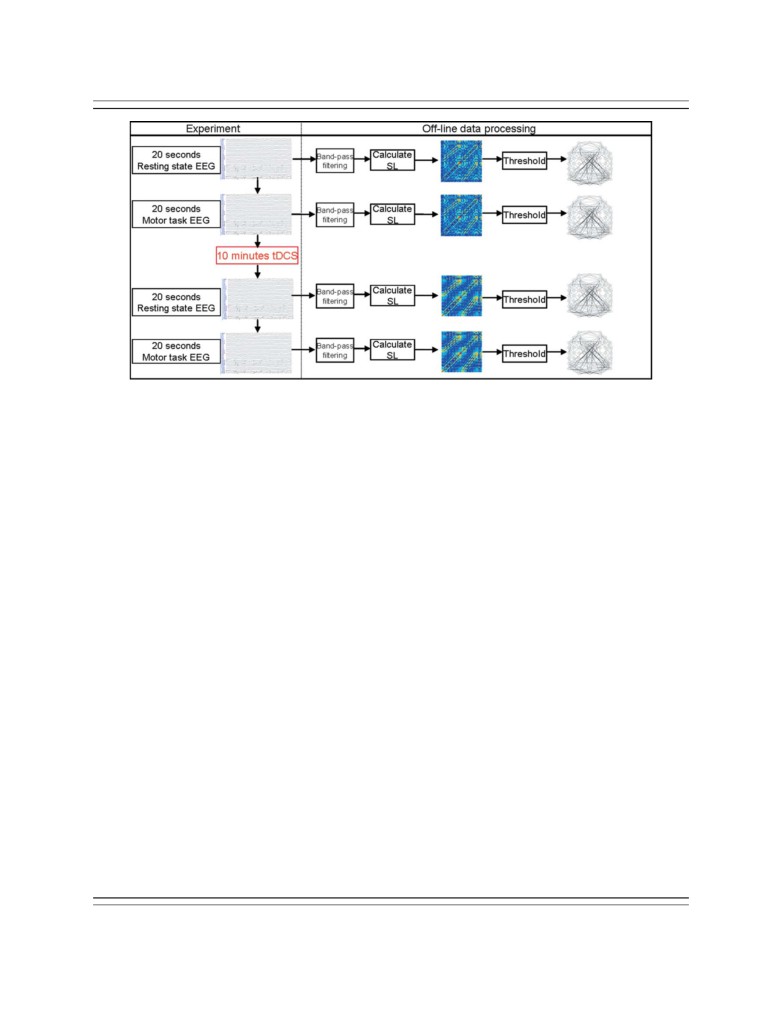 Experiment
Off-line data processing
20 seconds
Resting state EEG
Band-pass
filtering
Calculate
SL
Threshold
20 seconds
Motor task EEG
Band-pass
filtering
Calculate
SL
Threshold
10 minutes tDCS
20 seconds
Resting state EEG
Band-pass
filtering
Calculate
SL
Threshold
20 seconds
Motor task EEG
Band-pass
filtering
Calculate
SL
Threshold